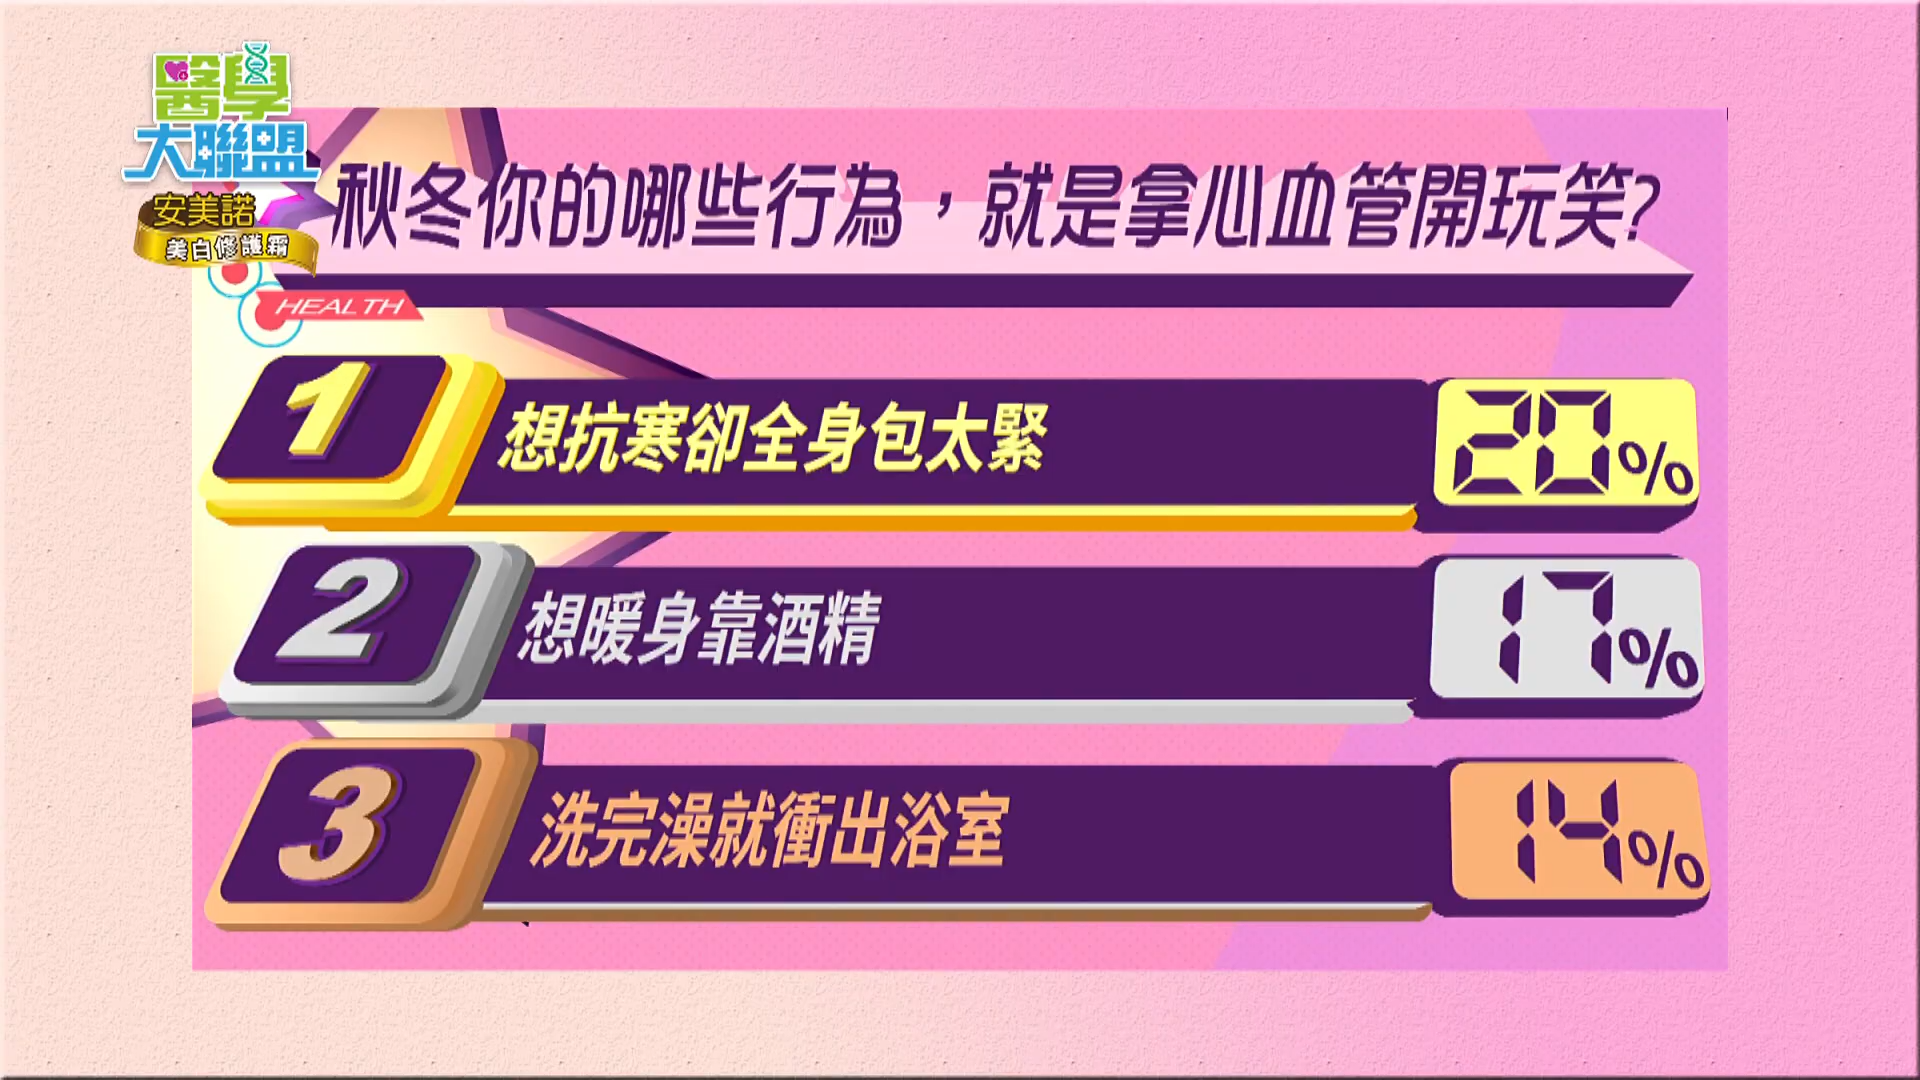 醫學
大聯盟
安美諾
美白修護霜
秋冬你的哪些行為，就是拿心血管開玩笑?
HEALTH
1 想抗寒卻全身包太緊 20%
2 想暖身靠酒精 17%
3 洗完澡就衝出浴室 14%